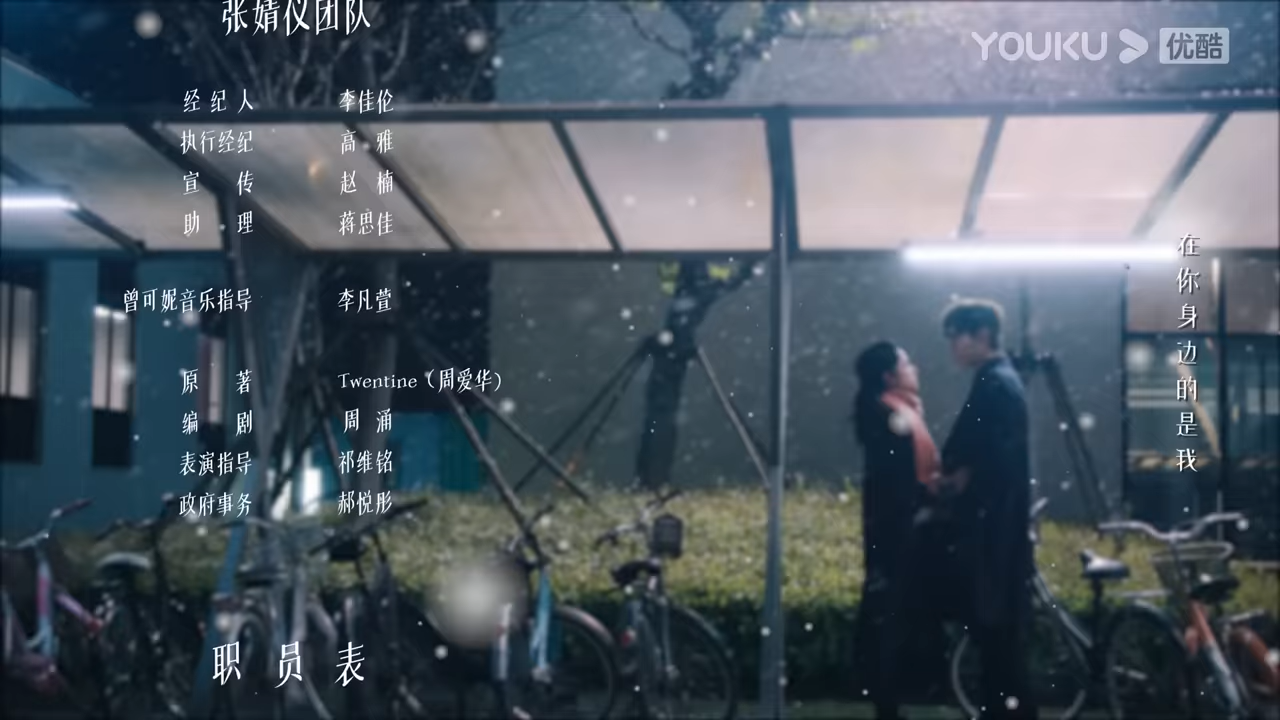 张婧仪团队
YOUKU 优酷
经纪人 李佳伦
执行经纪 高雅
宣传 赵楠
助理 蒋思佳
曾可妮音乐指导 李凡萱
原著 Twentine（周爱华）
编剧 周涌
表演指导 祁维铭
政府事务 郝悦彤
职员表
在你身边的是我